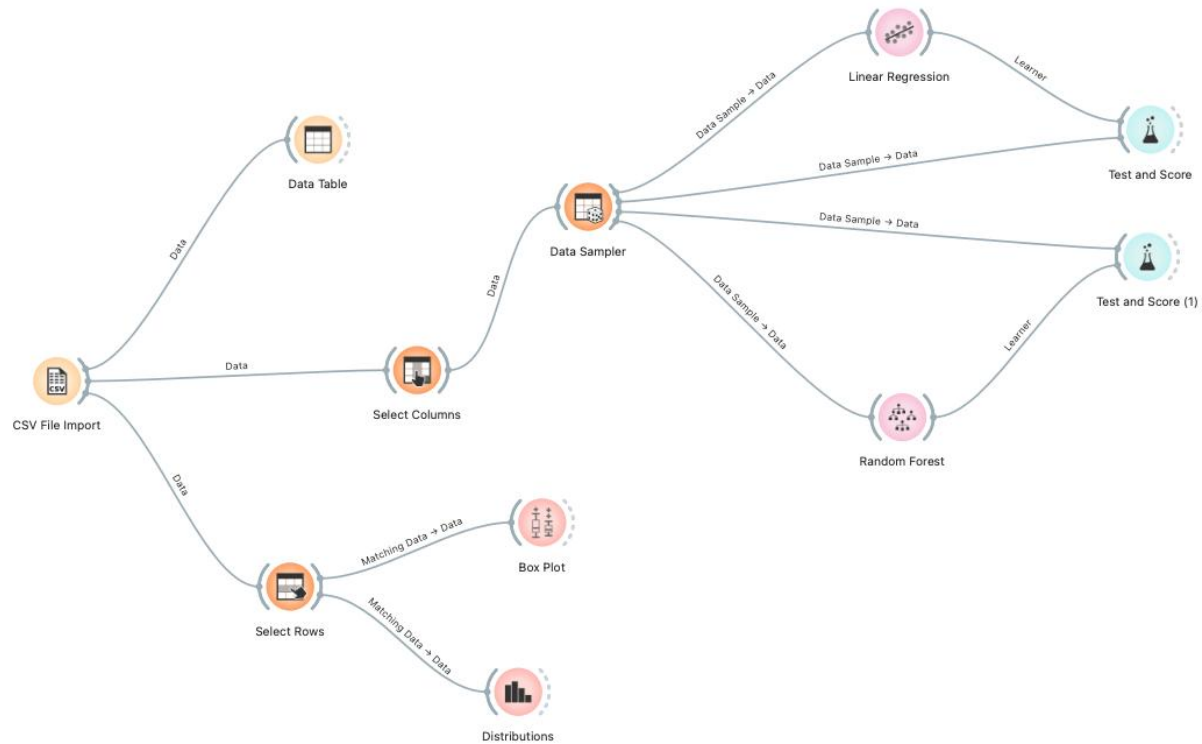 Linear Regression
Learner
Data Sample → Data
Data Sample → Data
Test and Score
Data Table
Data
Data Sampler
Data Sample → Data
Data
Data Sample → Data
Test and Score (1)
Learner
CSV
CSV File Import
Data
Select Columns
Random Forest
Data
Matching Data → Data
Box Plot
Select Rows
Matching Data → Data
Distributions